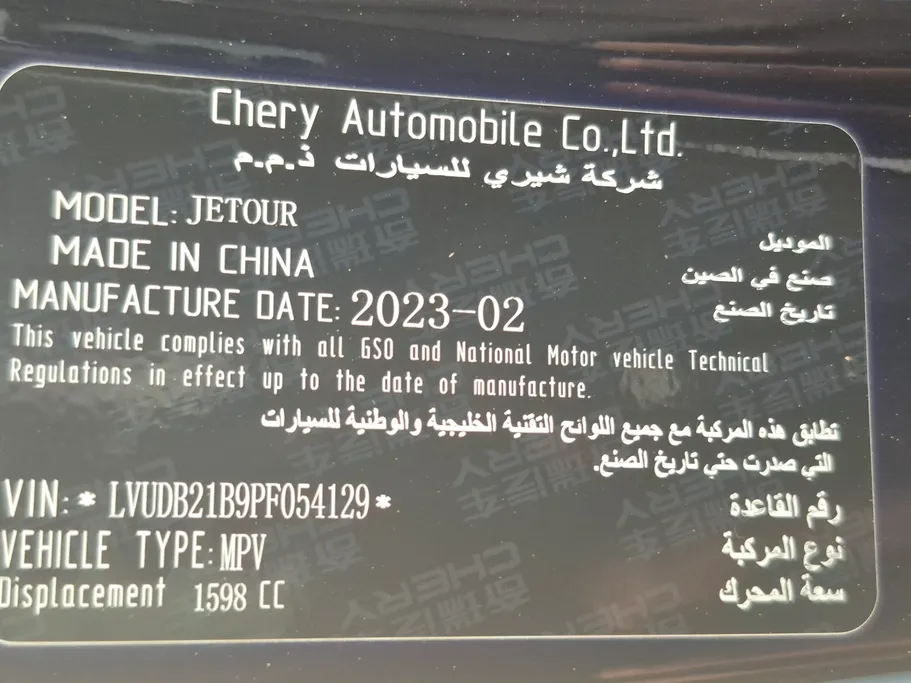 Chery Automobile Co.,Ltd.
شركة شيري للسيارات ذ.م.م
MODEL: JETOUR الموديل
MADE IN CHINA صنع في الصين
MANUFACTURE DATE: 2023-02 تاريخ الصنع
This vehicle complies with all GSO and National Motor vehicle Technical
Regulations in effect up to the date of manufacture.
تطابق هذه المركبة مع جميع اللوائح التقتنية الخليجية والوطنية للسيارات
التي صدرت حتي تاريخ الصنع.
VIN: * LVUDB21B9PF054129 * رقم القاعدة
VEHICLE TYPE: MPV نوع المركبة
Displacement 1598 CC سعة المحرك